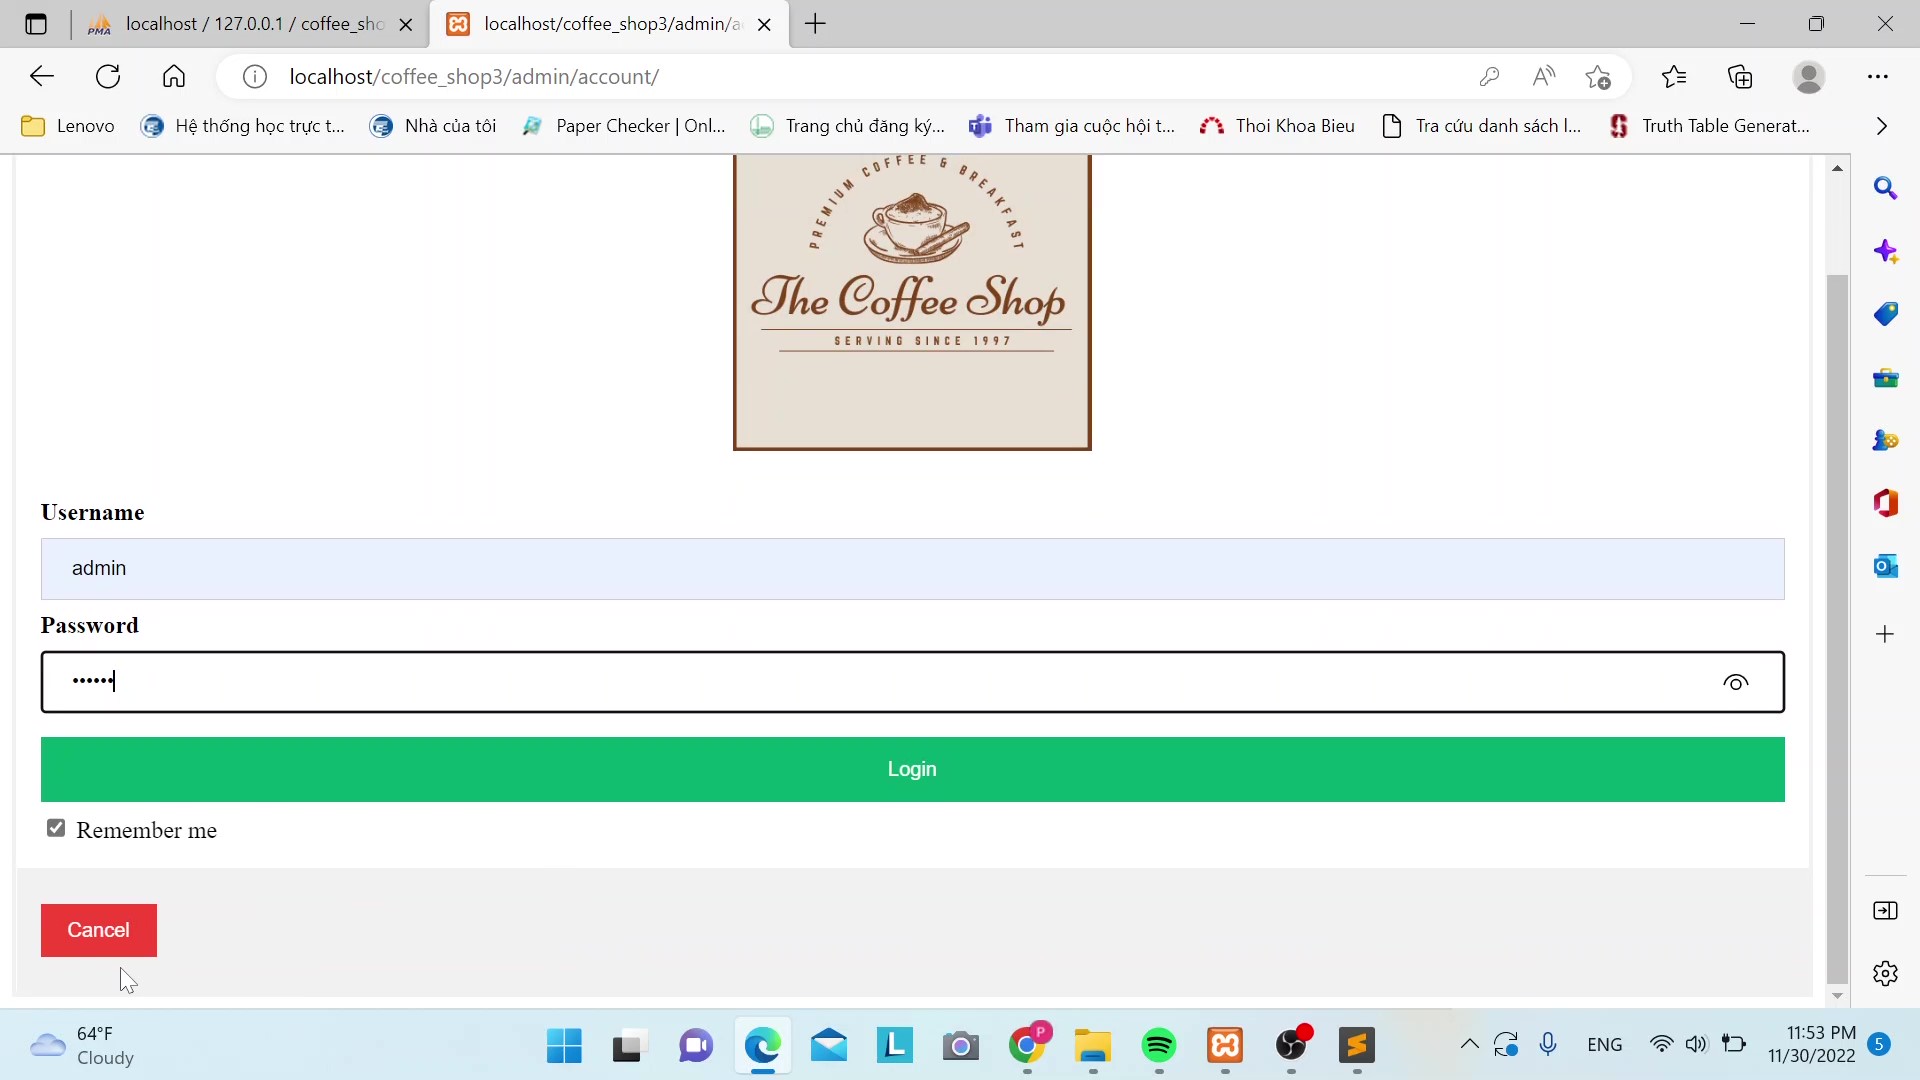 localhost / 127.0.0.1 / coffee_sho
localhost/coffee_shop3/admin/a
localhost/coffee_shop3/admin/account/
Lenovo
Hệ thống học trực t...
Nhà của tôi
Paper Checker | Onl...
Trang chủ đăng ký...
Tham gia cuộc hội t...
Thoi Khoa Bieu
Tra cứu danh sách l...
Truth Table Generat...
PREMIUM COFFEE & BREAKFAST
The Coffee Shop
SERVING SINCE 1997
Username
admin
Password
••••••
Login
Remember me
Cancel
64°F
Cloudy
ENG
11:53 PM
11/30/2022
5